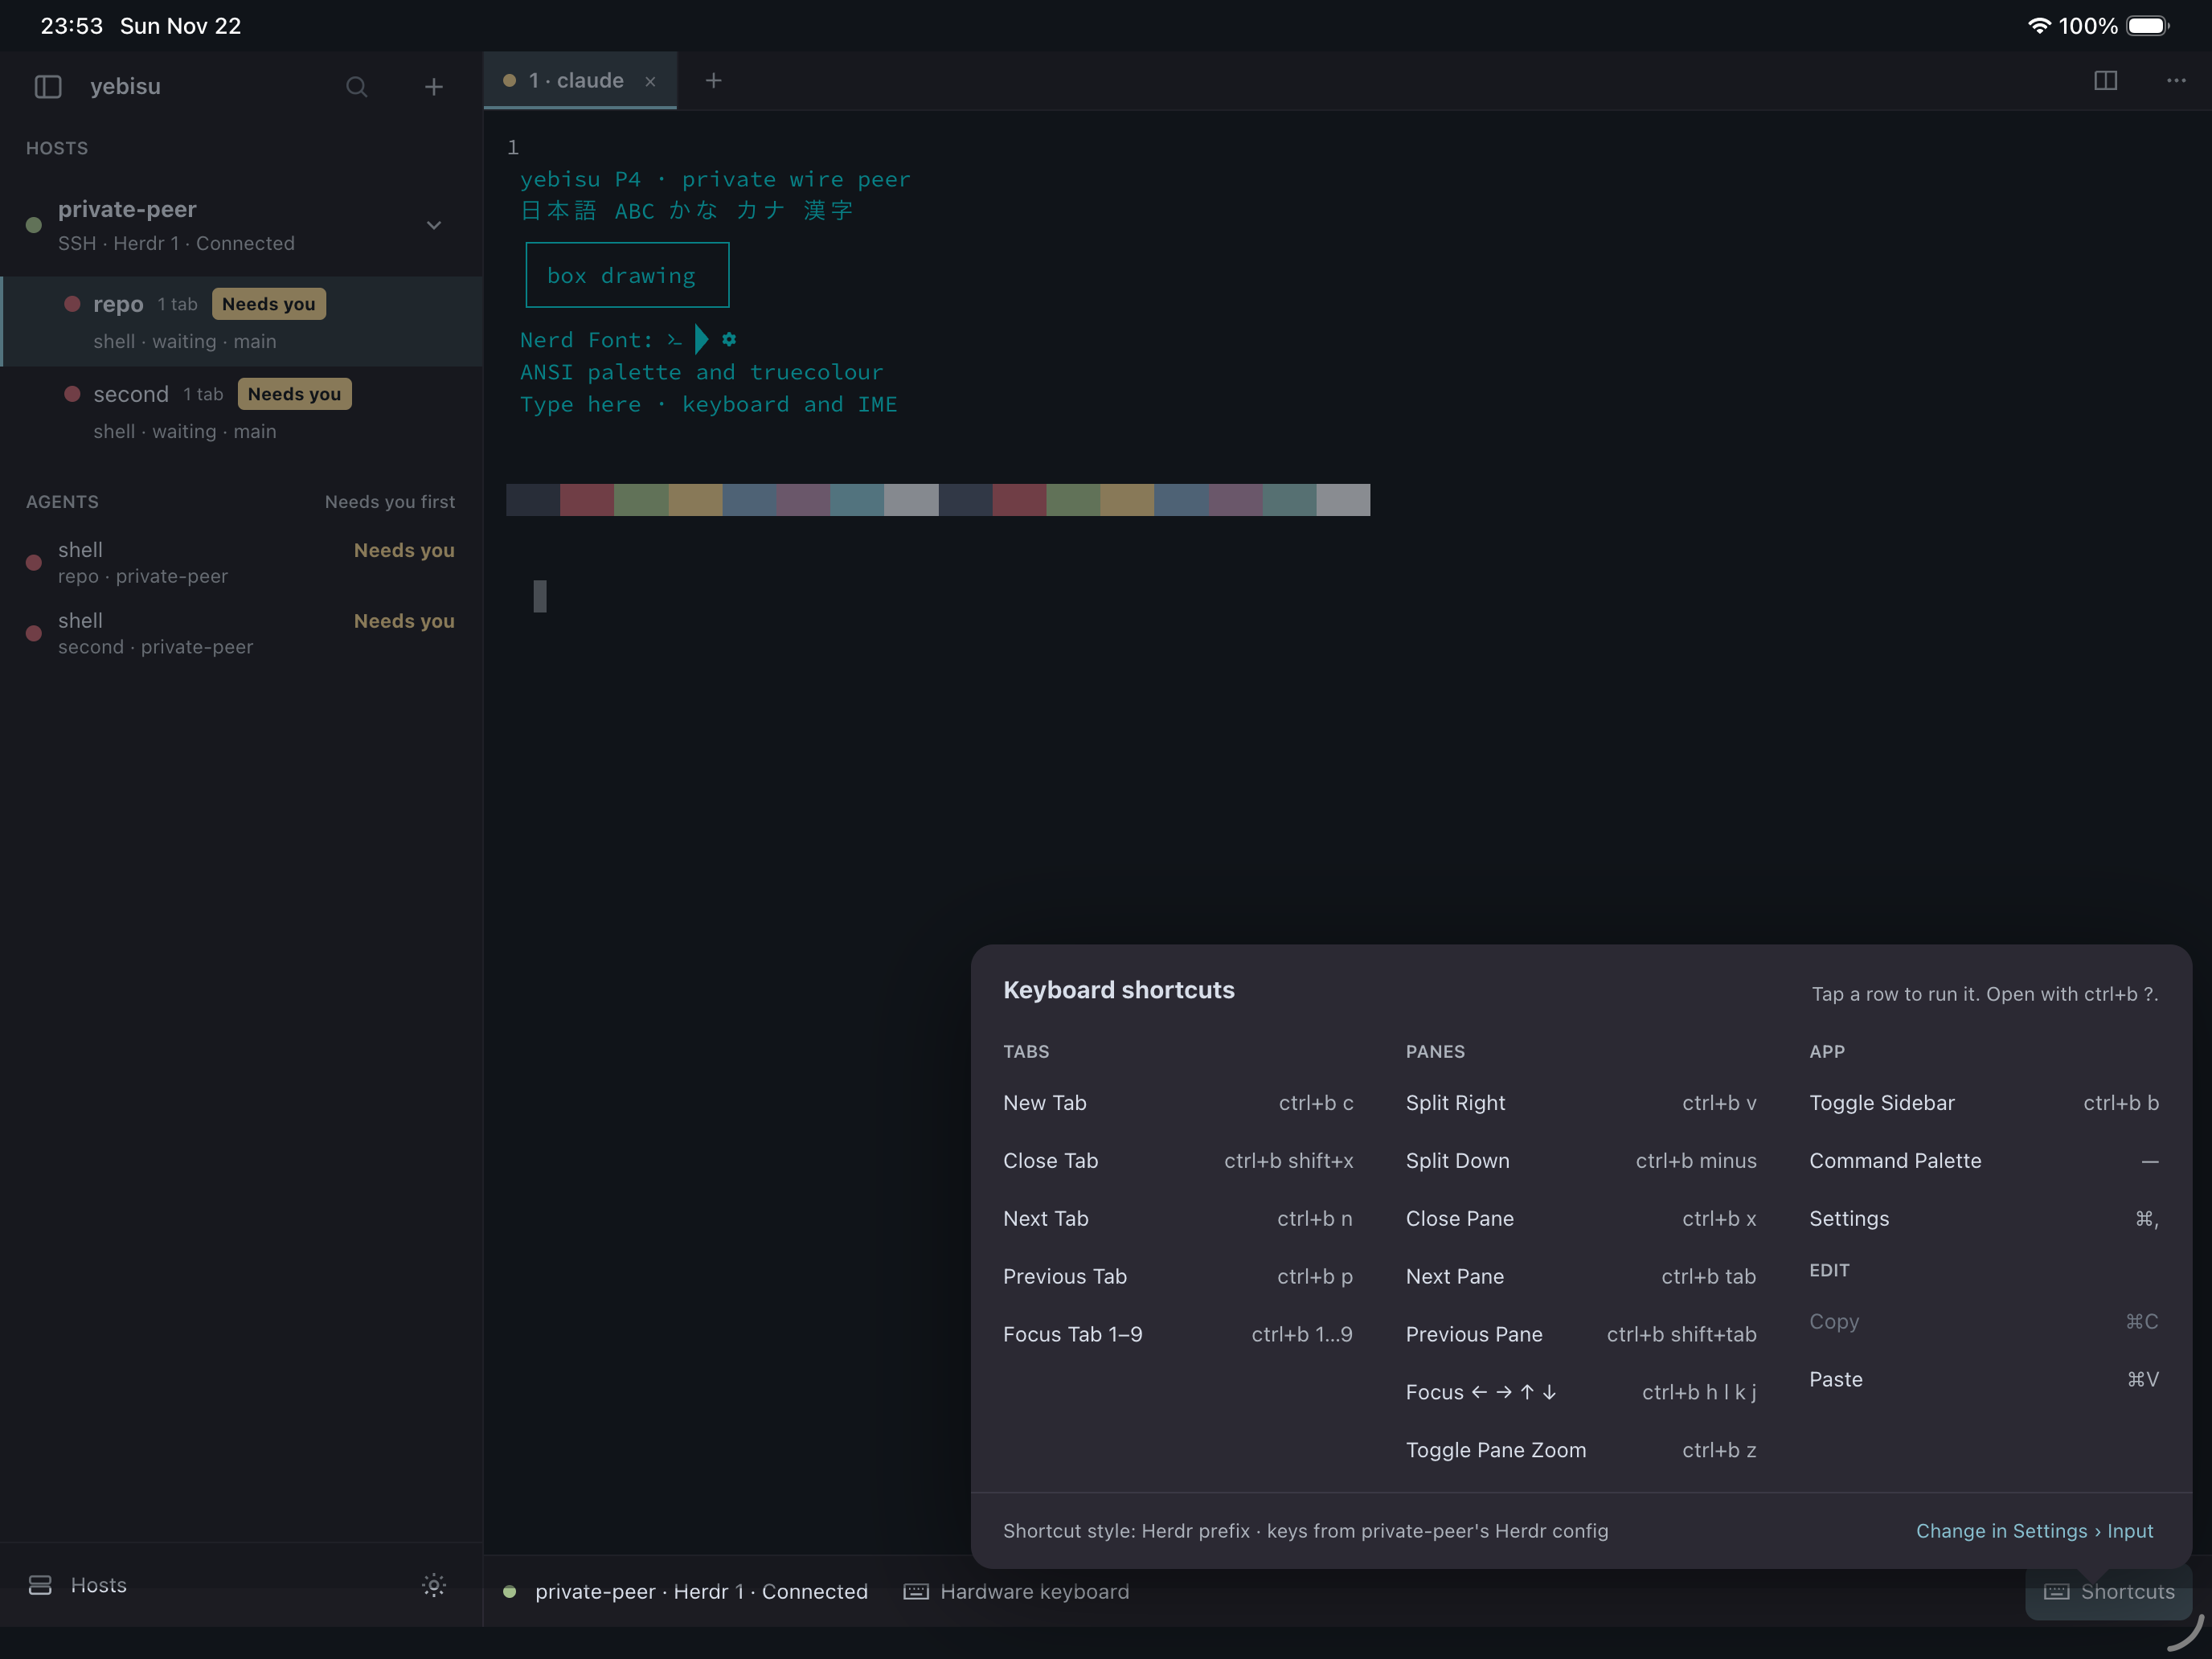 23:53 Sun Nov 22
100%
yebisu
HOSTS
private-peer
SSH · Herdr 1 · Connected
repo 1 tab Needs you
shell · waiting · main
second 1 tab Needs you
shell · waiting · main
AGENTS Needs you first
shell Needs you
repo · private-peer
shell Needs you
second · private-peer
Hosts
1 · claude ×
1
yebisu P4 · private wire peer
日本語 ABC かな カナ 漢字
box drawing
Nerd Font:
ANSI palette and truecolour
Type here · keyboard and IME
Keyboard shortcuts
Tap a row to run it. Open with ctrl+b ?.
TABS
New Tab ctrl+b c
Close Tab ctrl+b shift+x
Next Tab ctrl+b n
Previous Tab ctrl+b p
Focus Tab 1–9 ctrl+b 1…9
PANES
Split Right ctrl+b v
Split Down ctrl+b minus
Close Pane ctrl+b x
Next Pane ctrl+b tab
Previous Pane ctrl+b shift+tab
Focus ← → ↑ ↓ ctrl+b h l k j
Toggle Pane Zoom ctrl+b z
APP
Toggle Sidebar ctrl+b b
Command Palette —
Settings ⌘,
EDIT
Copy ⌘C
Paste ⌘V
Shortcut style: Herdr prefix · keys from private-peer's Herdr config
Change in Settings › Input
private-peer · Herdr 1 · Connected
Hardware keyboard
Shortcuts